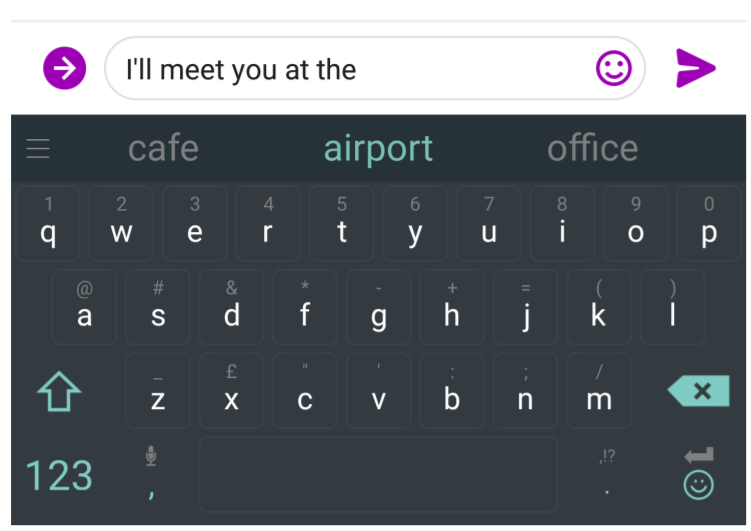 I'll meet you at the
cafe airport office
1 2 3 4 5 6 7 8 9 0
q w e r t y u i o p
@ # & * - + = ( )
a s d f g h j k l
_ £ " ' : ; /
z x c v b n m
123 , ,!? .